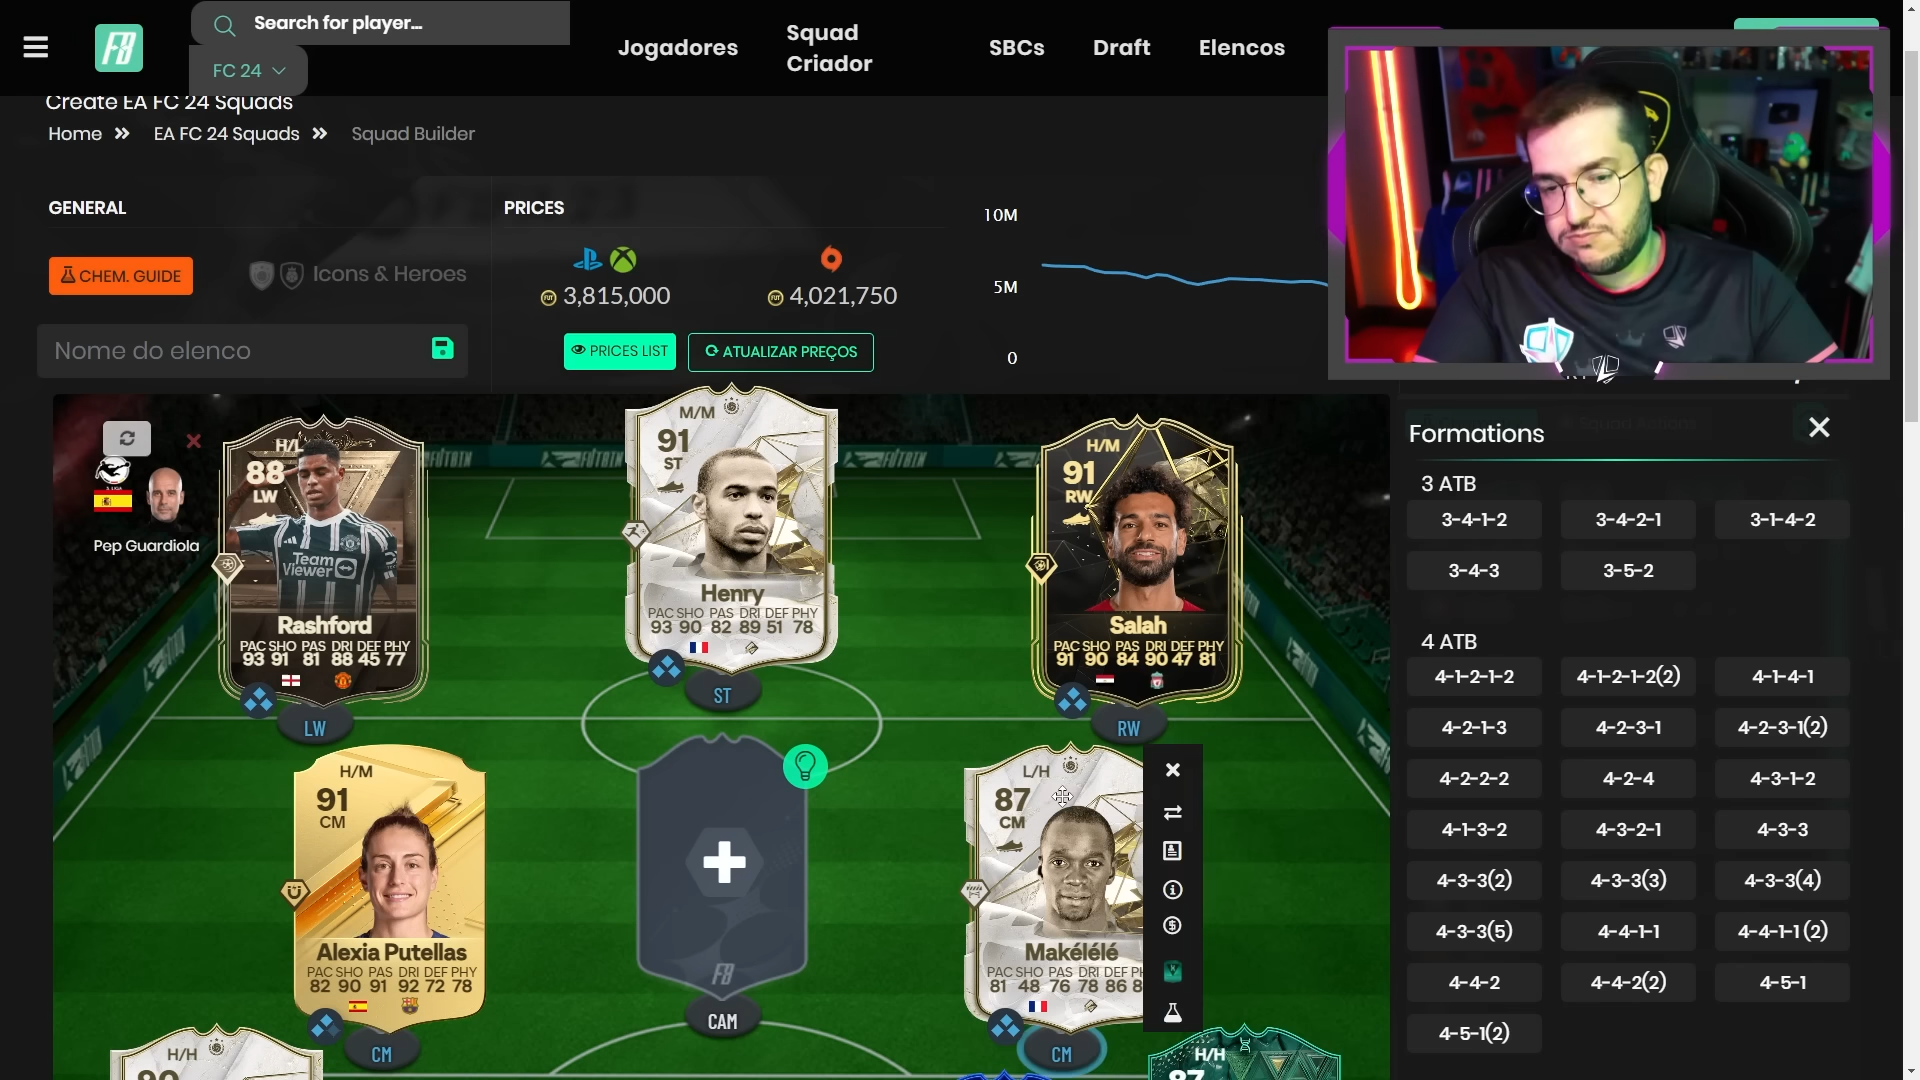 Search for player...
FC 24
Jogadores
Squad
Criador
SBCs
Draft
Elencos
Create EA FC 24 Squads
Home » EA FC 24 Squads » Squad Builder
GENERAL
CHEM. GUIDE
Icons & Heroes
Nome do elenco
PRICES
3,815,000
4,021,750
PRICES LIST
ATUALIZAR PREÇOS
10M
5M
0
Pep Guardiola
88
LW
Rashford
PAC SHO PAS DRI DEF PHY
93 91 81 88 45 77
LW
M/M
91
ST
Henry
PAC SHO PAS DRI DEF PHY
93 90 82 89 51 78
ST
H/M
91
RW
Salah
PAC SHO PAS DRI DEF PHY
91 90 84 90 47 81
RW
H/M
91
CM
Alexia Putellas
PAC SHO PAS DRI DEF PHY
82 90 91 92 72 78
CM
CAM
L/H
87
CM
Makélélé
PAC SHO PAS DRI DEF
81 48 76 78 86
CM
H/H
H/H
87
Formations
3 ATB
3-4-1-2
3-4-2-1
3-1-4-2
3-4-3
3-5-2
4 ATB
4-1-2-1-2
4-1-2-1-2(2)
4-1-4-1
4-2-1-3
4-2-3-1
4-2-3-1(2)
4-2-2-2
4-2-4
4-3-1-2
4-1-3-2
4-3-2-1
4-3-3
4-3-3(2)
4-3-3(3)
4-3-3(4)
4-3-3(5)
4-4-1-1
4-4-1-1 (2)
4-4-2
4-4-2(2)
4-5-1
4-5-1(2)